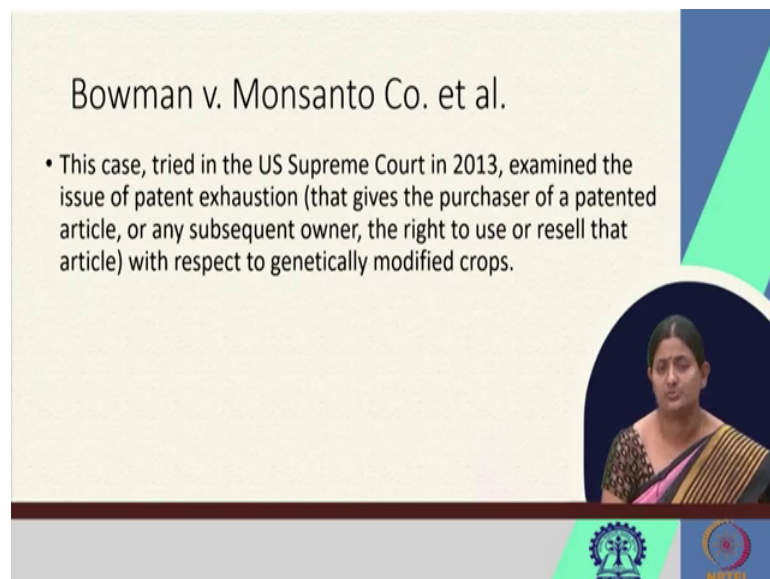 Bowman v. Monsanto Co. et al.
• This case, tried in the US Supreme Court in 2013, examined the
issue of patent exhaustion (that gives the purchaser of a patented
article, or any subsequent owner, the right to use or resell that
article) with respect to genetically modified crops.
NPTEL